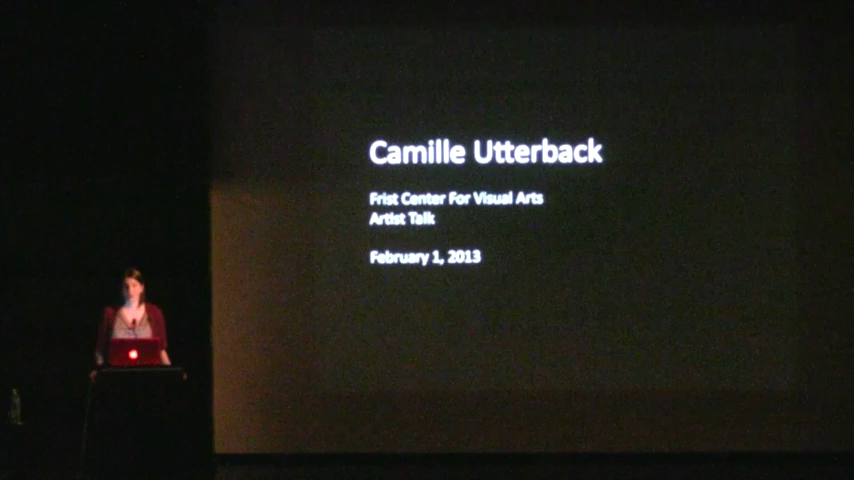 Camille Utterback
Frist Center For Visual Arts
Artist Talk
February 1, 2013